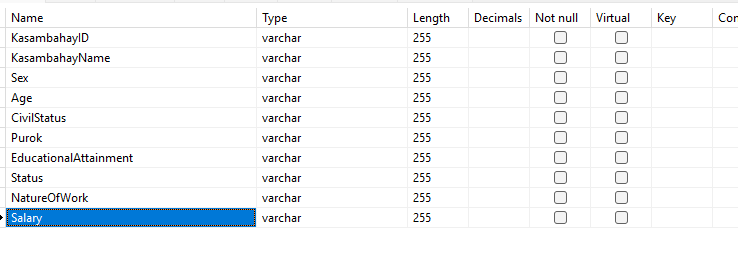 Name Type Length Decimals Not null Virtual Key Con
KasambahayID varchar 255
KasambahayName varchar 255
Sex varchar 255
Age varchar 255
CivilStatus varchar 255
Purok varchar 255
EducationalAttainment varchar 255
Status varchar 255
NatureOfWork varchar 255
Salary varchar 255